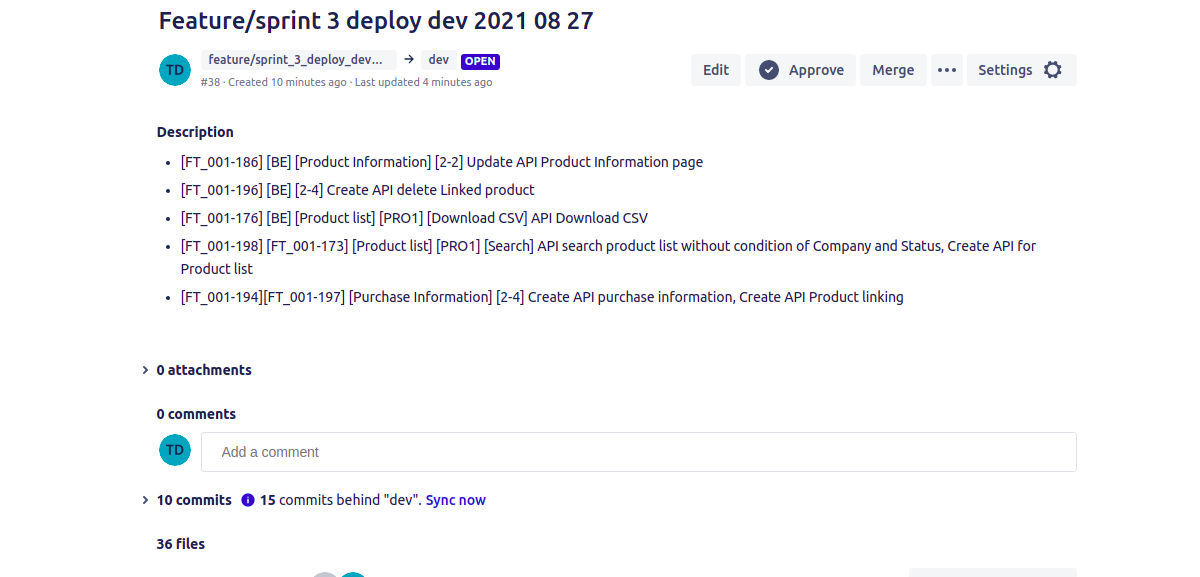 Feature/sprint 3 deploy dev 2021 08 27
TD feature/sprint_3_deploy_dev... → dev OPEN
#38 · Created 10 minutes ago · Last updated 4 minutes ago
Edit Approve Merge ••• Settings
Description
• [FT_001-186] [BE] [Product Information] [2-2] Update API Product Information page
• [FT_001-196] [BE] [2-4] Create API delete Linked product
• [FT_001-176] [BE] [Product list] [PRO1] [Download CSV] API Download CSV
• [FT_001-198] [FT_001-173] [Product list] [PRO1] [Search] API search product list without condition of Company and Status, Create API for
Product list
• [FT_001-194][FT_001-197] [Purchase Information] [2-4] Create API purchase information, Create API Product linking
0 attachments
0 comments
TD Add a comment
10 commits 15 commits behind "dev". Sync now
36 files